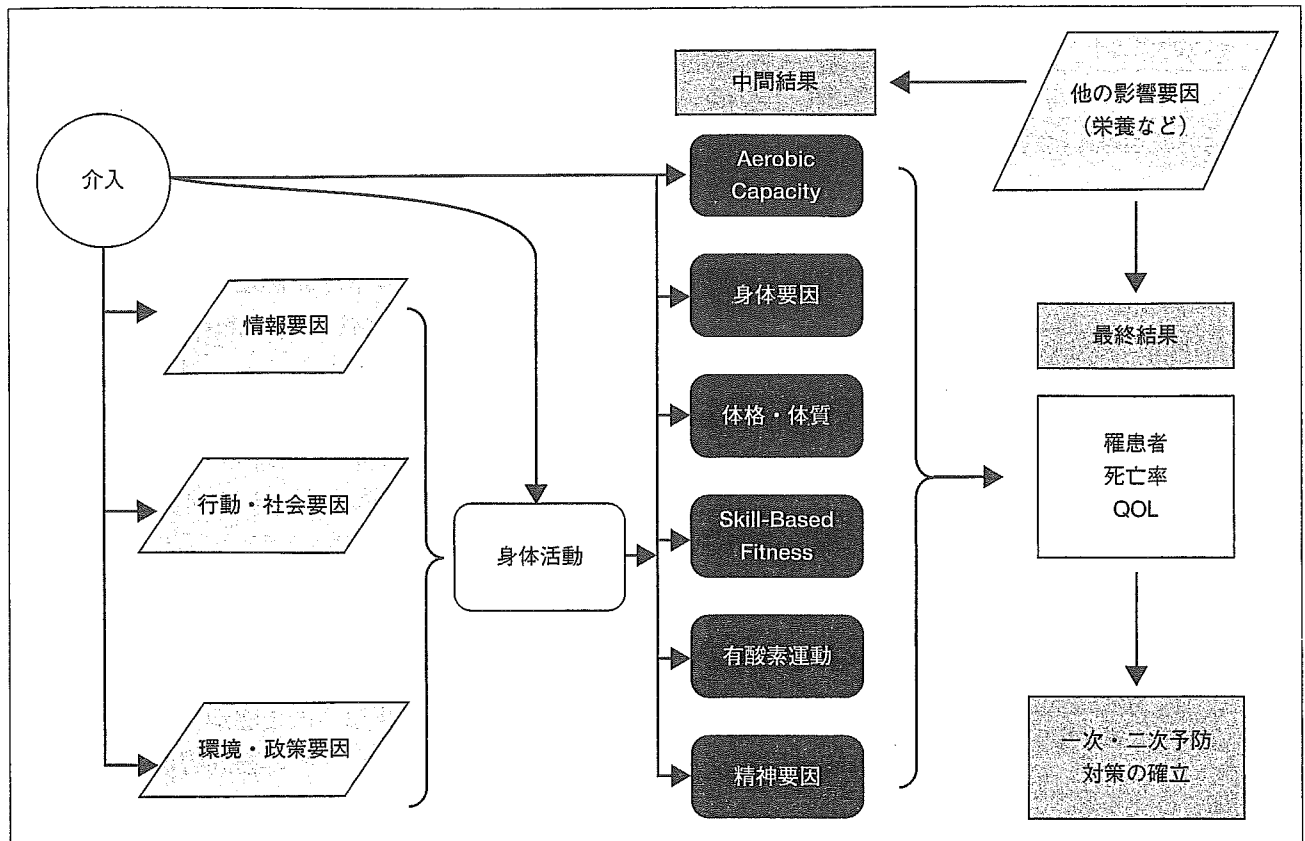 中間結果
他の影響要因
(栄養など)
介入
Aerobic
Capacity
情報要因
身体要因
最終結果
体格・体質
罹患者
死亡率
QOL
行動・社会要因
Skill-Based
Fitness
身体活動
有酸素運動
環境・政策要因
精神要因
一次・二次予防
対策の確立